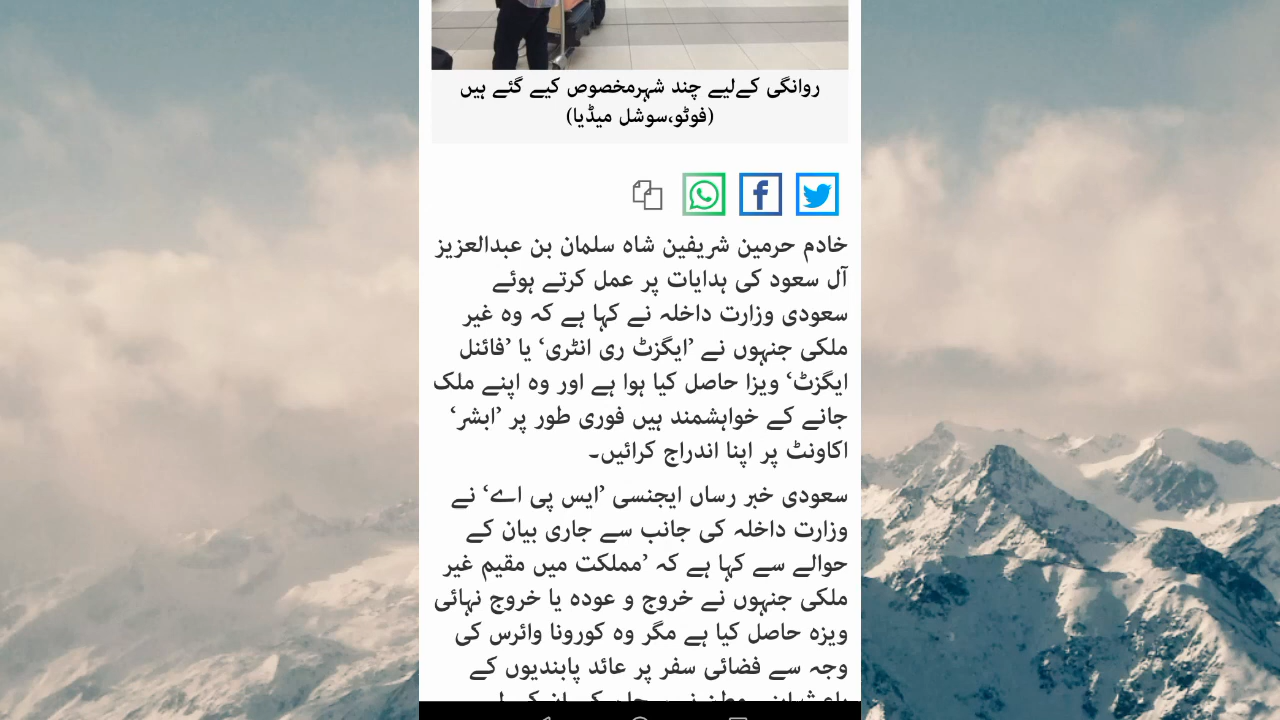 روانگی کےلیے چند شہرمخصوص کیے گئے ہیں
(فوٹو،سوشل میڈیا)
خادم حرمین شریفین شاہ سلمان بن عبدالعزیز
آل سعود کی ہدایات پر عمل کرتے ہوئے
سعودی وزارت داخلہ نے کہا ہے کہ وہ غیر
ملکی جنہوں نے ’ایگزٹ ری انٹری‘ یا ’فائنل
ایگزٹ‘ ویزا حاصل کیا ہوا ہے اور وہ اپنے ملک
جانے کے خواہشمند ہیں فوری طور پر ’ابشر‘
اکاونٹ پر اپنا اندراج کرائیں۔
سعودی خبر رساں ایجنسی ’ایس پی اے‘ نے
وزارت داخلہ کی جانب سے جاری بیان کے
حوالے سے کہا ہے کہ ’مملکت میں مقیم غیر
ملکی جنہوں نے خروج و عودہ یا خروج نہائی
ویزہ حاصل کیا ہے مگر وہ کورونا وائرس کی
وجہ سے فضائی سفر پر عائد پابندیوں کے